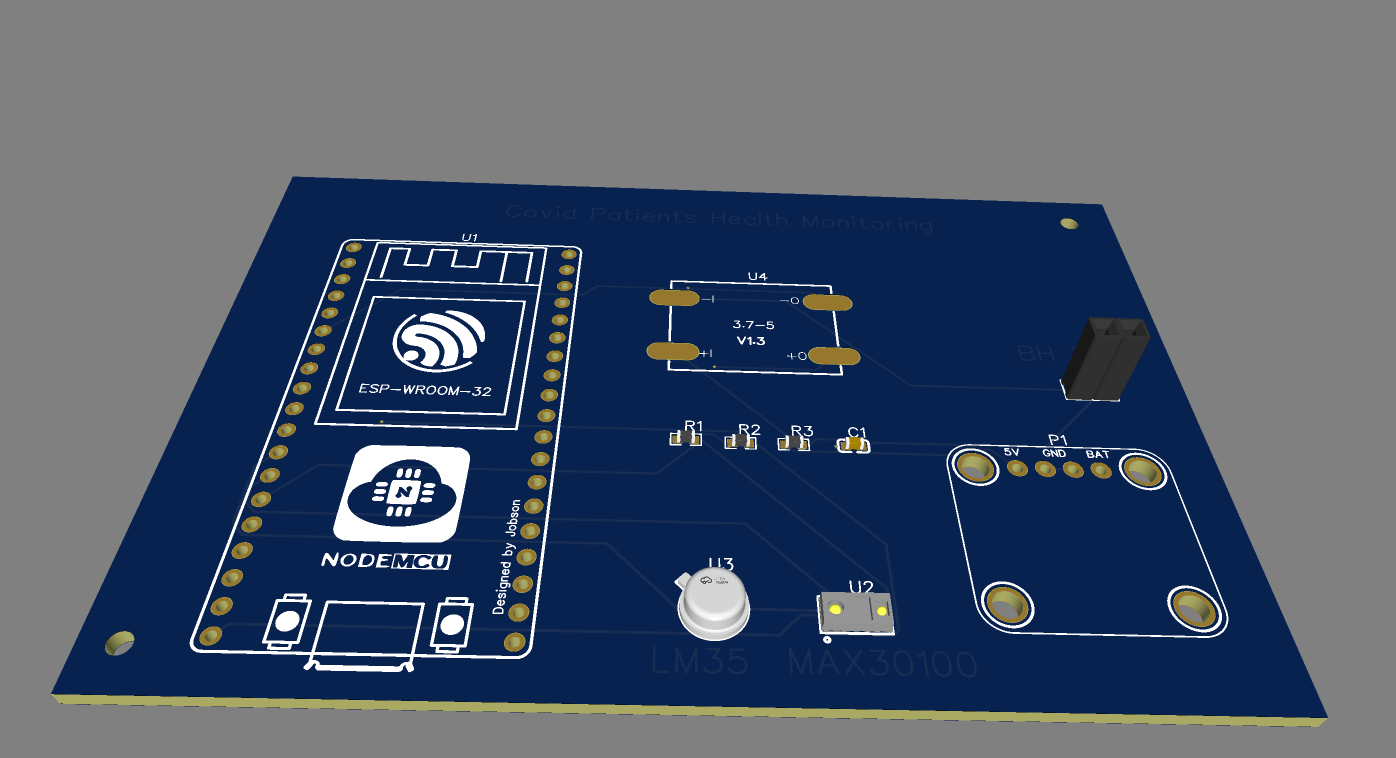 Covid Patients Health Monitoring
U1
U4
−I −O
3.7−5
V1.3
+I +O
BH
ESP−WROOM−32
R1 R2 R3 C1
P1
5V GND BAT
N
NODEMCU
Designed by Jobson
U3
U2
LM35 MAX30100